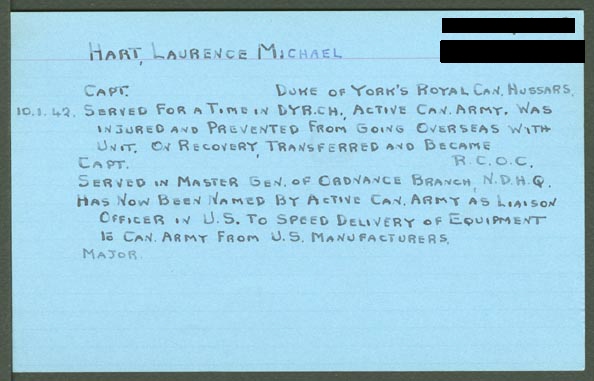 HART, LAURENCE MICHAEL
CAPT. DUKE OF YORK'S ROYAL CAN. HUSSARS.
10.1.42. SERVED FOR A TIME IN DYR.CH., ACTIVE CAN. ARMY. WAS
INJURED AND PREVENTED FROM GOING OVERSEAS WITH
UNIT. ON RECOVERY, TRANSFERRED AND BECAME
CAPT. R.C.O.C.
SERVED IN MASTER GEN. OF ORDNANCE BRANCH, N.D.H.Q.
HAS NOW BEEN NAMED BY ACTIVE CAN. ARMY AS LIAISON
OFFICER IN U.S. TO SPEED DELIVERY OF EQUIPMENT
TO CAN. ARMY FROM U.S. MANUFACTURERS.
MAJOR.